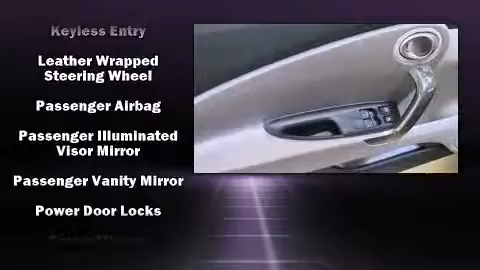 Keyless Entry
Leather Wrapped
Steering Wheel
Passenger Airbag
Passenger Illuminated
Visor Mirror
Passenger Vanity Mirror
Power Door Locks